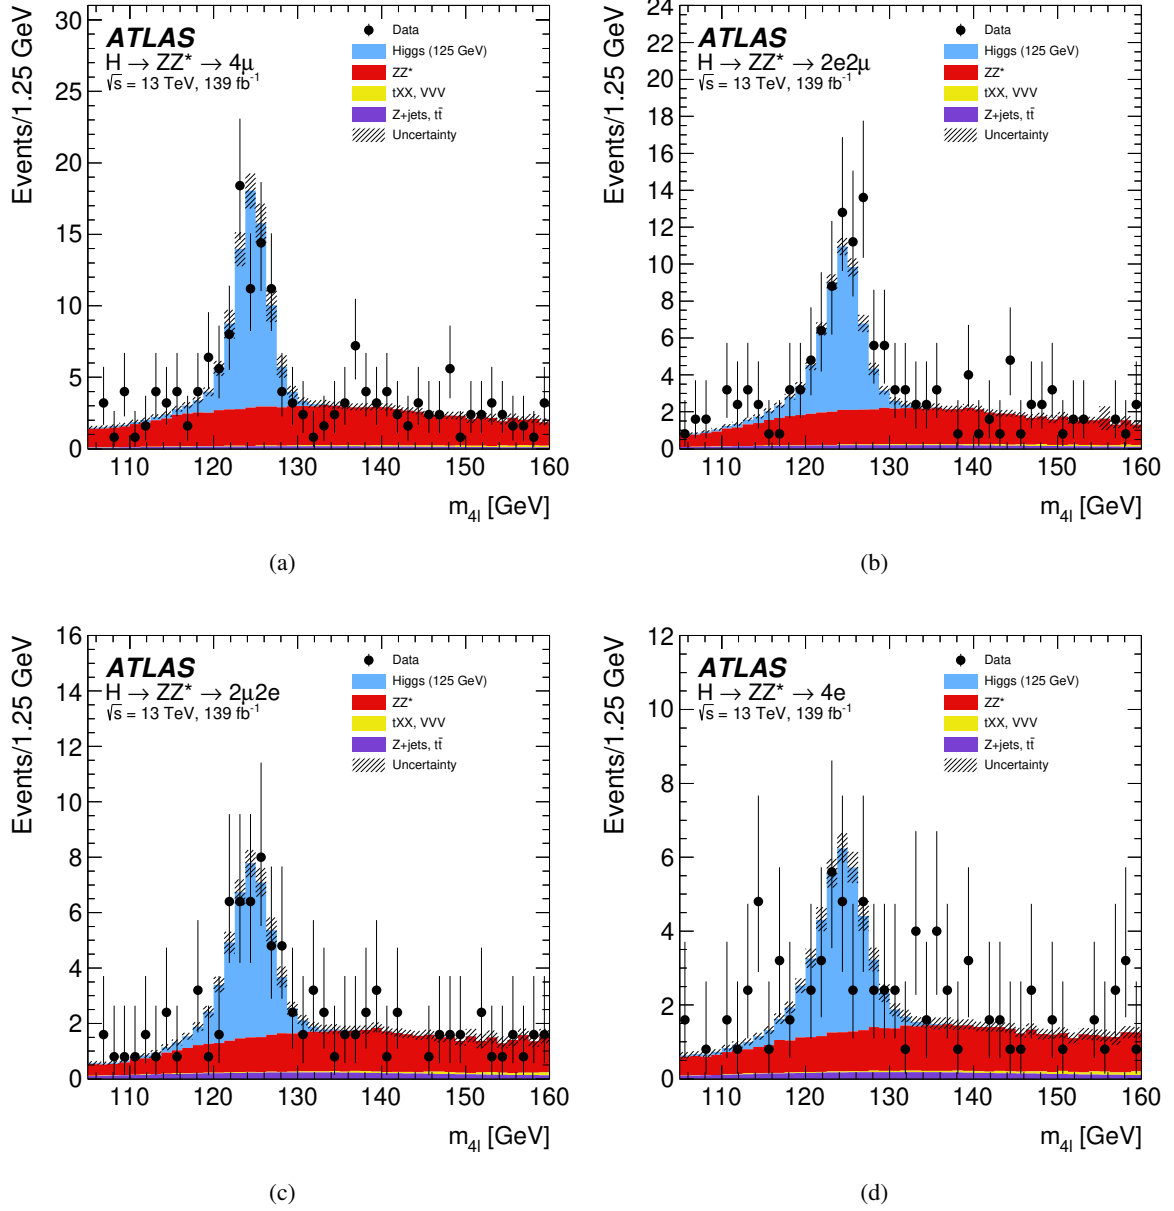 30
25
20
15
10
5
0
Events/1.25 GeV
ATLAS
H → ZZ* → 4μ
√s = 13 TeV, 139 fb⁻¹
Data
Higgs (125 GeV)
ZZ*
tXX, VVV
Z+jets, tt̄
Uncertainty
110 120 130 140 150 160
m4l [GeV]
(a)
24
22
20
18
16
14
12
10
8
6
4
2
0
Events/1.25 GeV
ATLAS
H → ZZ* → 2e2μ
√s = 13 TeV, 139 fb⁻¹
Data
Higgs (125 GeV)
ZZ*
tXX, VVV
Z+jets, tt̄
Uncertainty
110 120 130 140 150 160
m4l [GeV]
(b)
16
14
12
10
8
6
4
2
0
Events/1.25 GeV
ATLAS
H → ZZ* → 2μ2e
√s = 13 TeV, 139 fb⁻¹
Data
Higgs (125 GeV)
ZZ*
tXX, VVV
Z+jets, tt̄
Uncertainty
110 120 130 140 150 160
m4l [GeV]
(c)
12
10
8
6
4
2
0
Events/1.25 GeV
ATLAS
H → ZZ* → 4e
√s = 13 TeV, 139 fb⁻¹
Data
Higgs (125 GeV)
ZZ*
tXX, VVV
Z+jets, tt̄
Uncertainty
110 120 130 140 150 160
m4l [GeV]
(d)